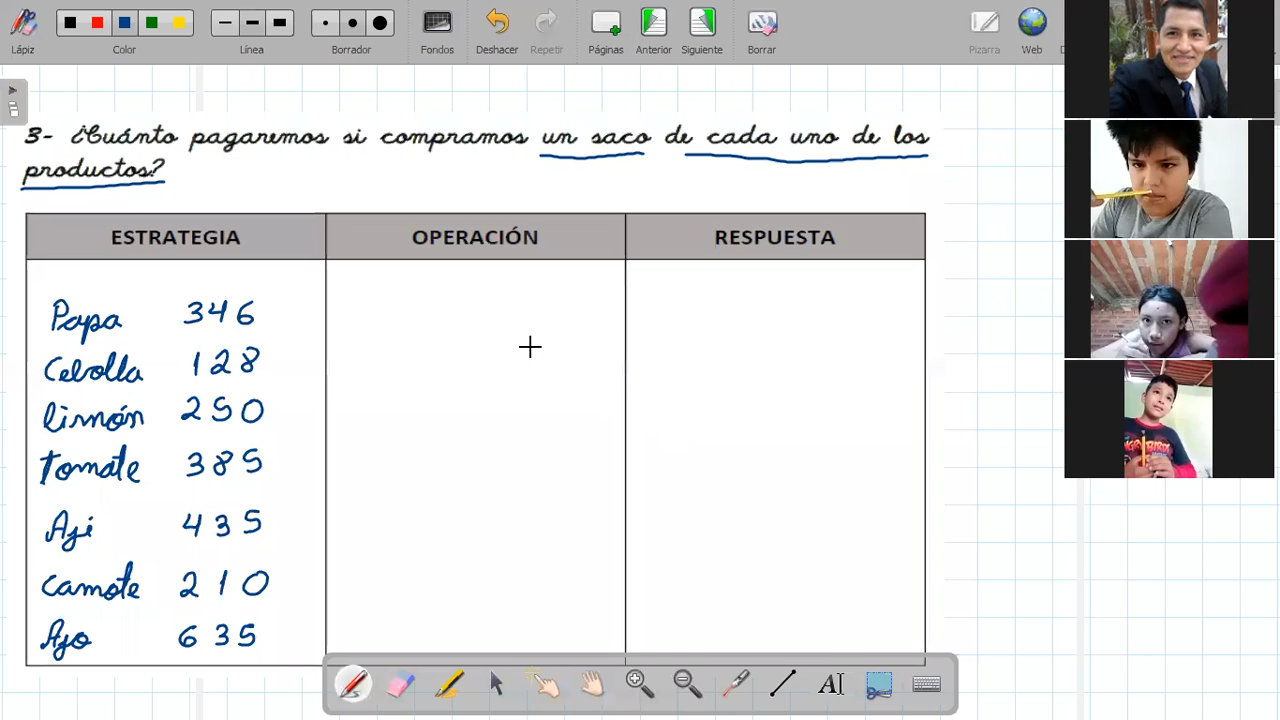 Lápiz Color Línea Borrador Fondos Deshacer Repetir Páginas Anterior Siguiente Borrar Pizarra Web
3- ¿Cuánto pagaremos si compramos un saco de cada uno de los
productos?
ESTRATEGIA OPERACIÓN RESPUESTA
Papa 346
Cebolla 128
limón 250
Tomate 385
Aji 435
Camote 210
Ajo 635